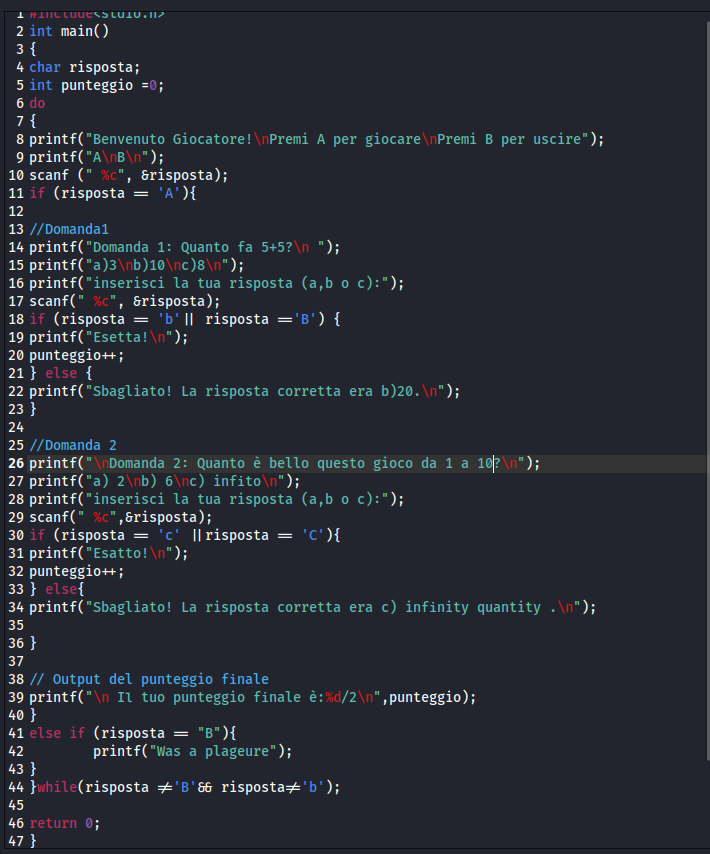 1 #include<stdio.h>
2 int main()
3 {
4 char risposta;
5 int punteggio =0;
6 do
7 {
8 printf("Benvenuto Giocatore!\nPremi A per giocare\nPremi B per uscire");
9 printf("A\nB\n");
10 scanf (" %c", &risposta);
11 if (risposta == 'A'){
12
13 //Domanda1
14 printf("Domanda 1: Quanto fa 5+5?\n ");
15 printf("a)3\nb)10\nc)8\n");
16 printf("inserisci la tua risposta (a,b o c):");
17 scanf(" %c", &risposta);
18 if (risposta == 'b'|| risposta =='B') {
19 printf("Esetta!\n");
20 punteggio++;
21 } else {
22 printf("Sbagliato! La risposta corretta era b)20.\n");
23 }
24
25 //Domanda 2
26 printf("\nDomanda 2: Quanto è bello questo gioco da 1 a 10?\n");
27 printf("a) 2\nb) 6\nc) infito\n");
28 printf("inserisci la tua risposta (a,b o c):");
29 scanf(" %c",&risposta);
30 if (risposta == 'c' ||risposta == 'C'){
31 printf("Esatto!\n");
32 punteggio++;
33 } else{
34 printf("Sbagliato! La risposta corretta era c) infinity quantity .\n");
35
36 }
37
38 // Output del punteggio finale
39 printf("\n Il tuo punteggio finale è:%d/2\n",punteggio);
40 }
41 else if (risposta == "B"){
42 printf("Was a plageure");
43 }
44 }while(risposta !='B'&& risposta!='b');
45
46 return 0;
47 }